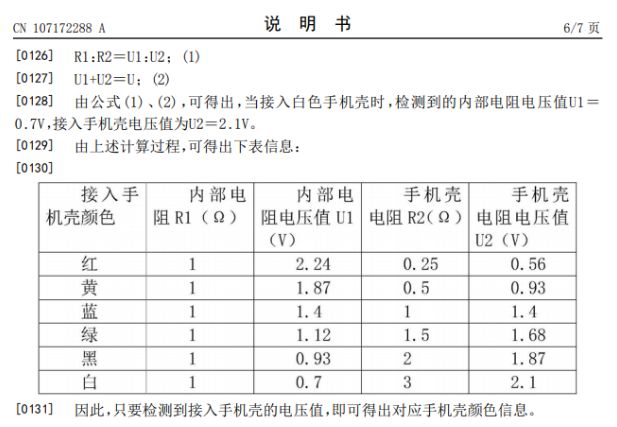 CN 107172288 A 说 明 书 6/7 页
[0126] R1:R2=U1:U2; (1)
[0127] U1+U2=U; (2)
[0128] 由公式(1)、(2),可得出,当接入白色手机壳时,检测到的内部电阻电压值U1=
0.7V,接入手机壳电压值为U2=2.1V。
[0129] 由上述计算过程,可得出下表信息:
[0130]
接入手机壳颜色 内部电阻 R1(Ω) 内部电阻电压值 U1(V) 手机壳电阻 R2(Ω) 手机壳电阻电压值 U2(V)
红 1 2.24 0.25 0.56
黄 1 1.87 0.5 0.93
蓝 1 1.4 1 1.4
绿 1 1.12 1.5 1.68
黑 1 0.93 2 1.87
白 1 0.7 3 2.1
[0131] 因此,只要检测到接入手机壳的电压值,即可得出对应手机壳颜色信息。